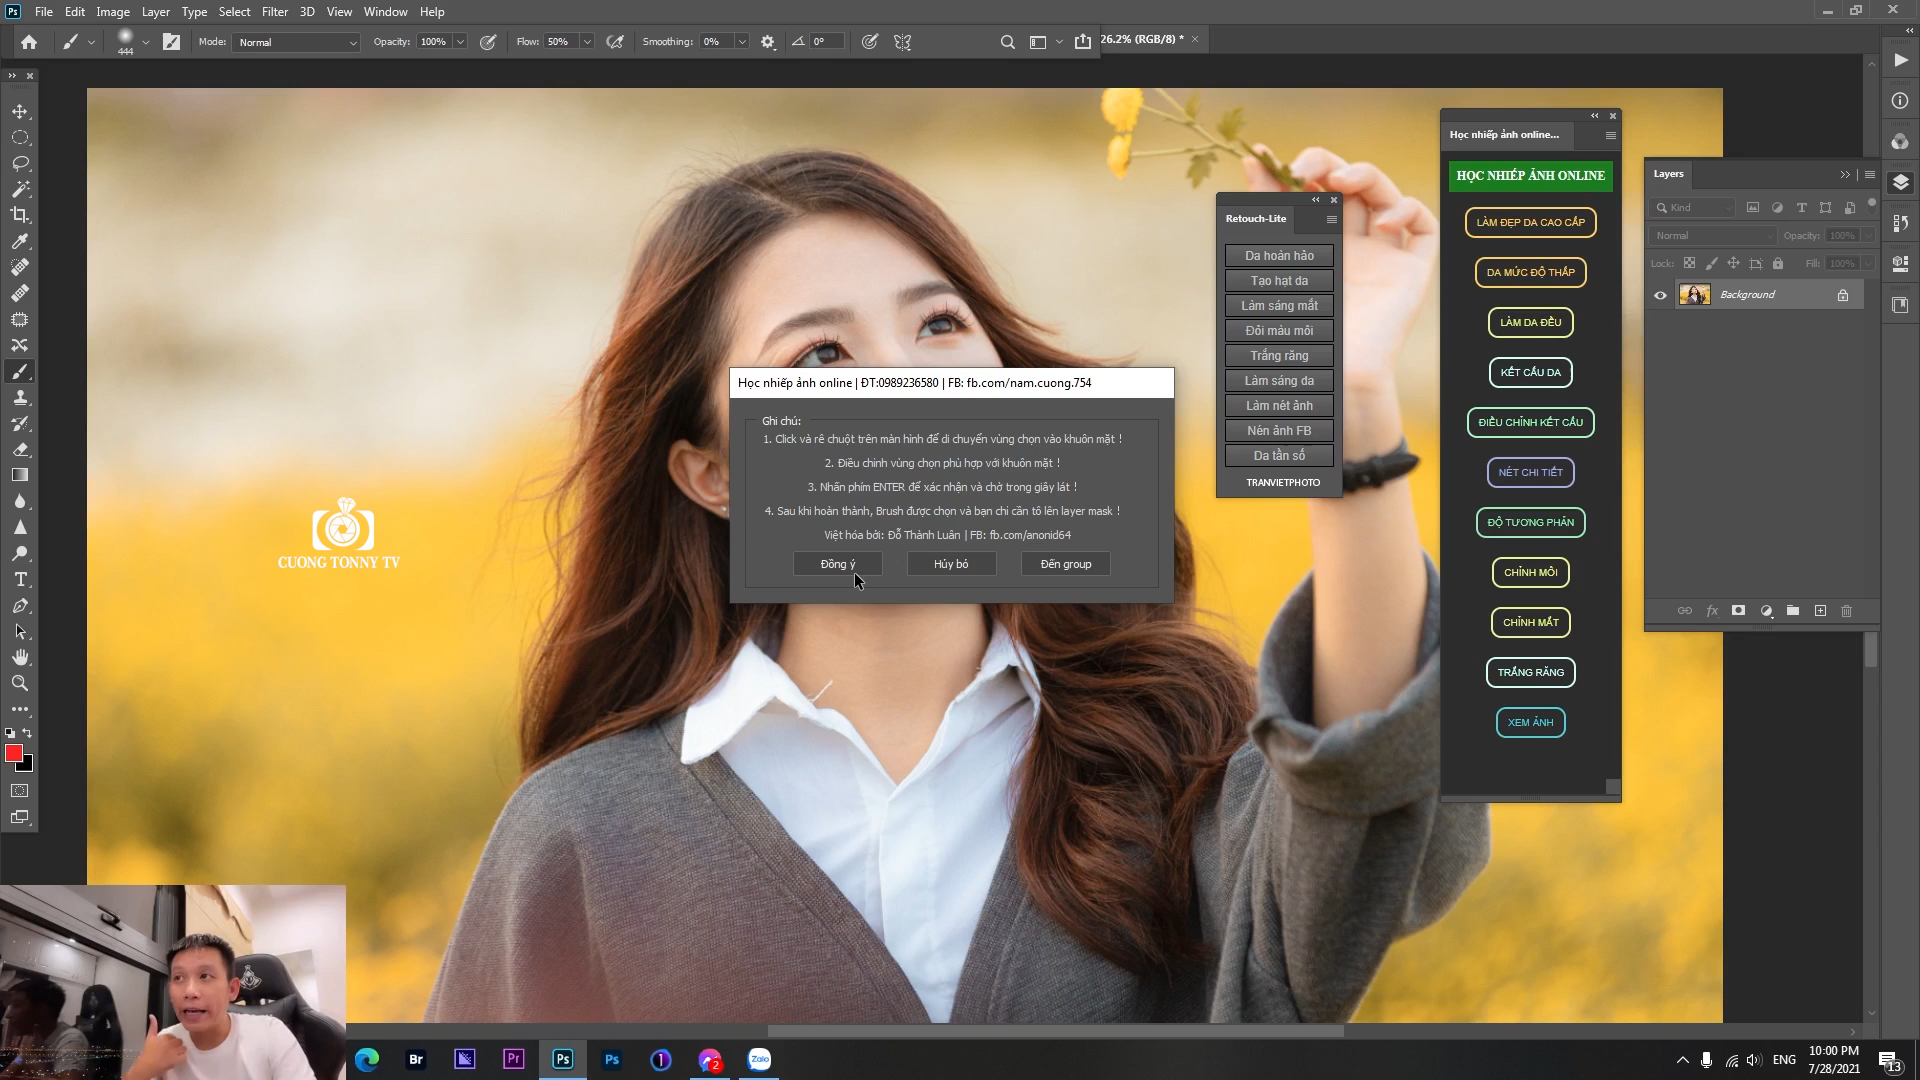 Ps File Edit Image Layer Type Select Filter 3D View Window Help
444 Mode: Normal Opacity: 100% Flow: 50% Smoothing: 0% 0° 26.2% (RGB/8) *
Học nhiếp ảnh online...
HỌC NHIẾP ẢNH ONLINE
LÀM ĐẸP DA CAO CẤP
DA MỨC ĐỘ THẤP
LÀM DA ĐỀU
KẾT CẤU DA
ĐIỀU CHỈNH KẾT CẤU
NÉT CHI TIẾT
ĐỘ TƯƠNG PHẢN
CHỈNH MÔI
CHỈNH MẮT
TRẮNG RĂNG
XEM ẢNH
Layers
Kind
Normal Opacity: 100%
Lock: Fill: 100%
Background
fx
Retouch-Lite
Da hoàn hảo
Tạo hạt da
Làm sáng mắt
Đổi màu môi
Trắng răng
Làm sáng da
Làm nét ảnh
Nén ảnh FB
Da tần số
TRANVIETPHOTO
Học nhiếp ảnh online | ĐT:0989236580 | FB: fb.com/nam.cuong.754
Ghi chú:
1. Click và rê chuột trên màn hình để di chuyển vùng chọn vào khuôn mặt !
2. Điều chỉnh vùng chọn phù hợp với khuôn mặt !
3. Nhấn phím ENTER để xác nhận và chờ trong giây lát !
4. Sau khi hoàn thành, Brush được chọn và bạn chỉ cần tô lên layer mask !
Việt hóa bởi: Đỗ Thành Luân | FB: fb.com/anonid64
Đồng ý Hủy bỏ Đến group
CUONG TONNY TV
Br Pr Ps Ps 2 Zalo
ENG 10:00 PM
7/28/2021 13